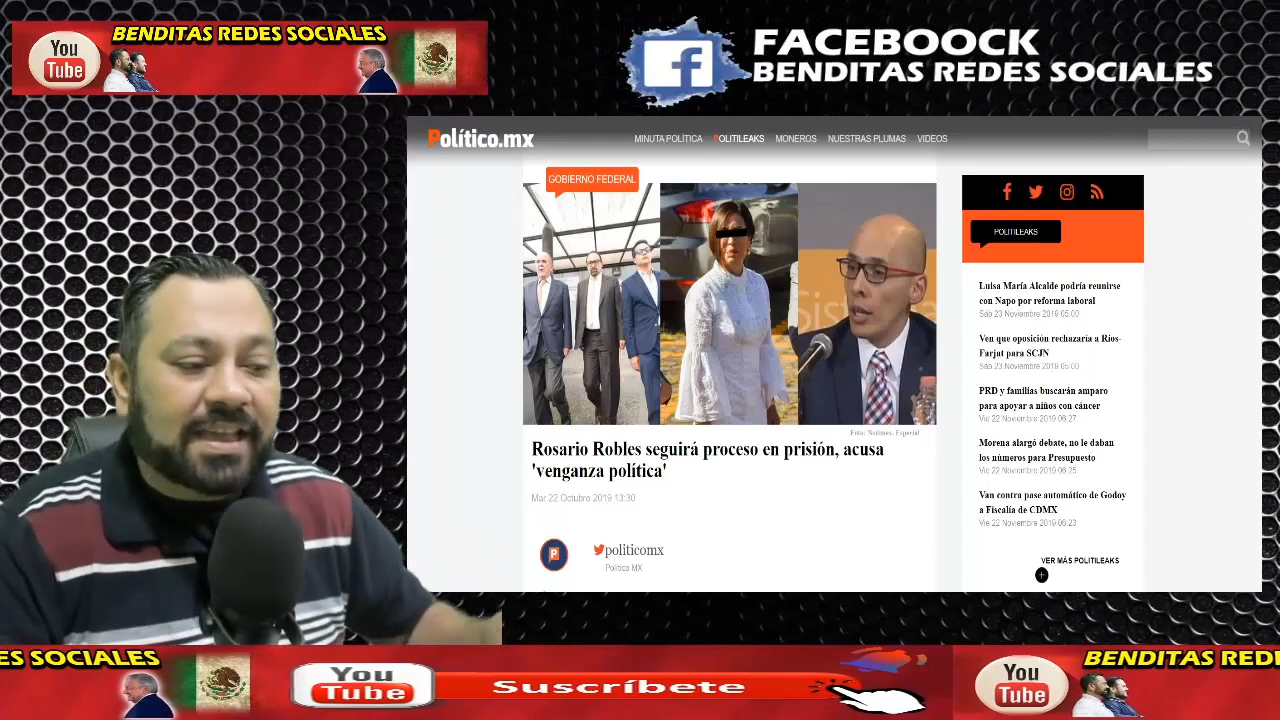 You
Tube
BENDITAS REDES SOCIALES
f
FACEBOOCK
BENDITAS REDES SOCIALES
Político.mx
MINUTA POLÍTICA POLITILEAKS MONEROS NUESTRAS PLUMAS VIDEOS
GOBIERNO FEDERAL
Foto: Notimex, Especial
Rosario Robles seguirá proceso en prisión, acusa
'venganza política'
Mar 22 Octubre 2019 13:30
P
politicomx
Político MX
POLITILEAKS
Luisa María Alcalde podría reunirse
con Napo por reforma laboral
Sáb 23 Noviembre 2019 05:00
Ven que oposición rechazaría a Ríos-
Farjat para SCJN
Sáb 23 Noviembre 2019 05:00
PRD y familias buscarán amparo
para apoyar a niños con cáncer
Vie 22 Noviembre 2019 06:27
Morena alargó debate, no le daban
los números para Presupuesto
Vie 22 Noviembre 2019 06:25
Van contra pase automático de Godoy
a Fiscalía de CDMX
Vie 22 Noviembre 2019 06:23
VER MÁS POLITILEAKS
ES SOCIALES
You
Tube
Suscríbete
You
Tube
BENDITAS REDE